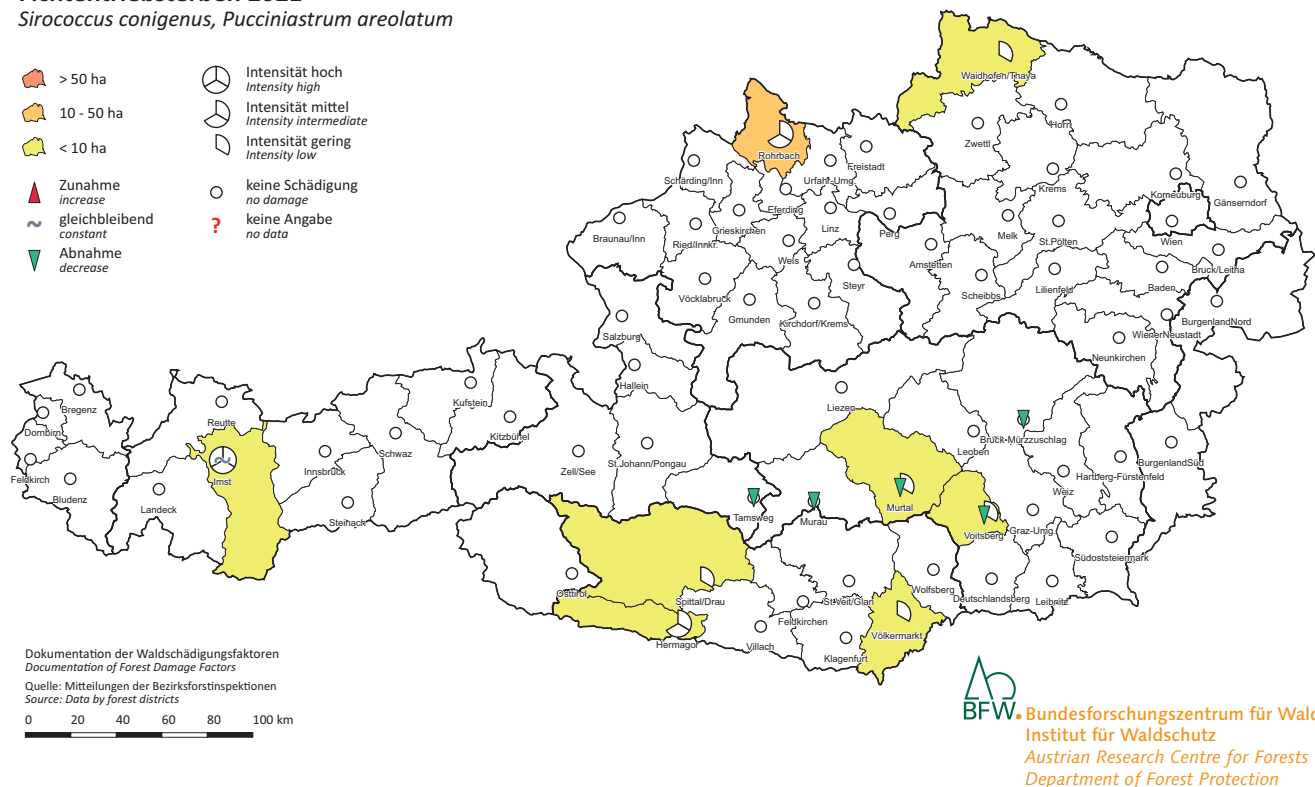 Sirococcus conigenus, Pucciniastrum areolatum
> 50 ha
10 - 50 ha
< 10 ha
Zunahme
increase
~ gleichbleibend
constant
Abnahme
decrease
Intensität hoch
Intensity high
Intensität mittel
Intensity intermediate
Intensität gering
Intensity low
keine Schädigung
no damage
? keine Angabe
no data
Waidhofen/Thaya
Horn
Zwettl
Rohrbach
Freistadt
Schärding/Inn
Urfahr-Umg.
Krems
Korneuburg
Gänserndorf
Eferding
Grieskirchen
Linz
Perg
Melk
St.Pölten
Wien
Braunau/Inn
Ried/Innkr.
Wels
Amstetten
Bruck/Leitha
Steyr
Scheibbs
Lilienfeld
Baden
Vöcklabruck
Gmunden
Kirchdorf/Krems
BurgenlandNord
WienerNeustadt
Salzburg
Neunkirchen
Hallein
Bregenz
Kufstein
Liezen
Reutte
Dornbirn
Kitzbühel
Bruck-Mürzzuschlag
Leoben
Schwaz
Innsbruck
Zell/See
St.Johann/Pongau
BurgenlandSüd
Feldkirch
Imst
~
Hartberg-Fürstenfeld
Bludenz
Landeck
Weiz
Murtal
Tamsweg
Murau
Steinach
Voitsberg
Graz-Umg.
Südoststeiermark
Osttirol
Spittal/Drau
St.Veit/Glan
Wolfsberg
Deutschlandsberg
Leibnitz
Feldkirchen
Völkermarkt
Hermagor
Villach
Klagenfurt
Dokumentation der Waldschädigungsfaktoren
Documentation of Forest Damage Factors
Quelle: Mitteilungen der Bezirksforstinspektionen
Source: Data by forest districts
0 20 40 60 80 100 km
BFW.
Bundesforschungszentrum für Wald
Institut für Waldschutz
Austrian Research Centre for Forests
Department of Forest Protection